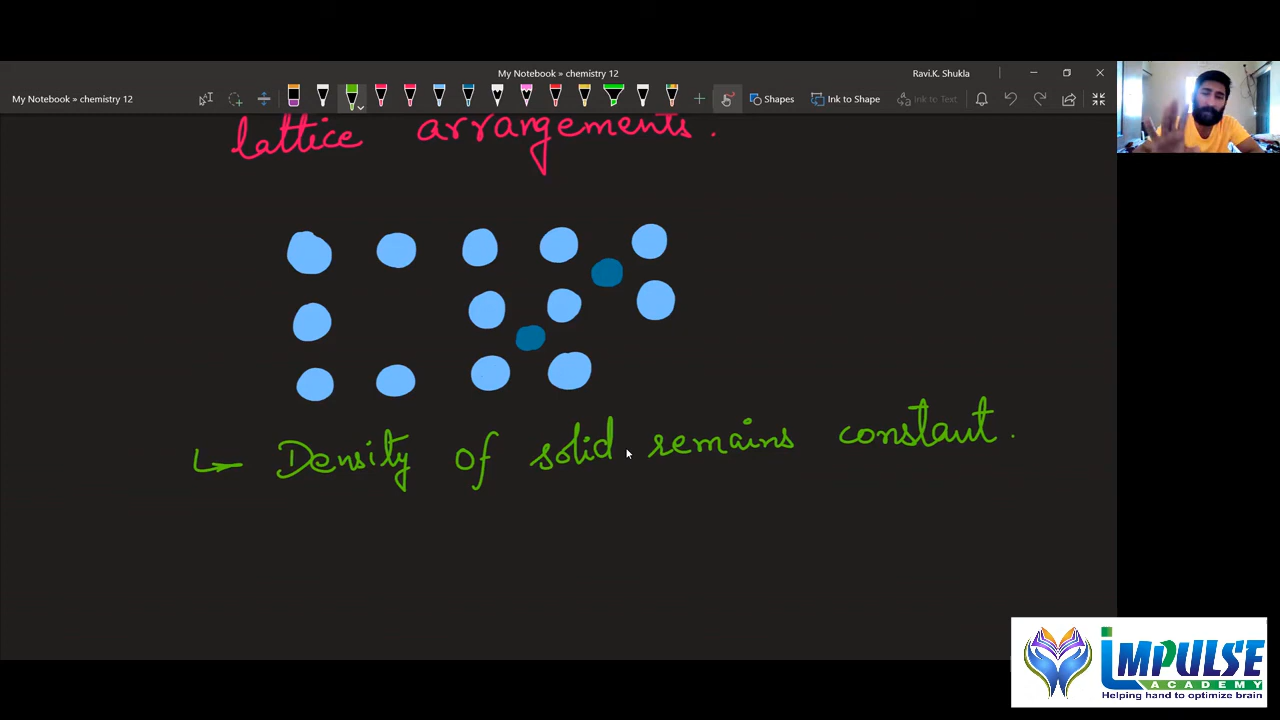 My Notebook » chemistry 12
Ravi.K. Shukla
My Notebook » chemistry 12
Shapes
Ink to Shape
Ink to Text
lattice arrangements.
↳ Density of solid remains constant.
iMPULSE
ACADEMY
Helping hand to optimize brain